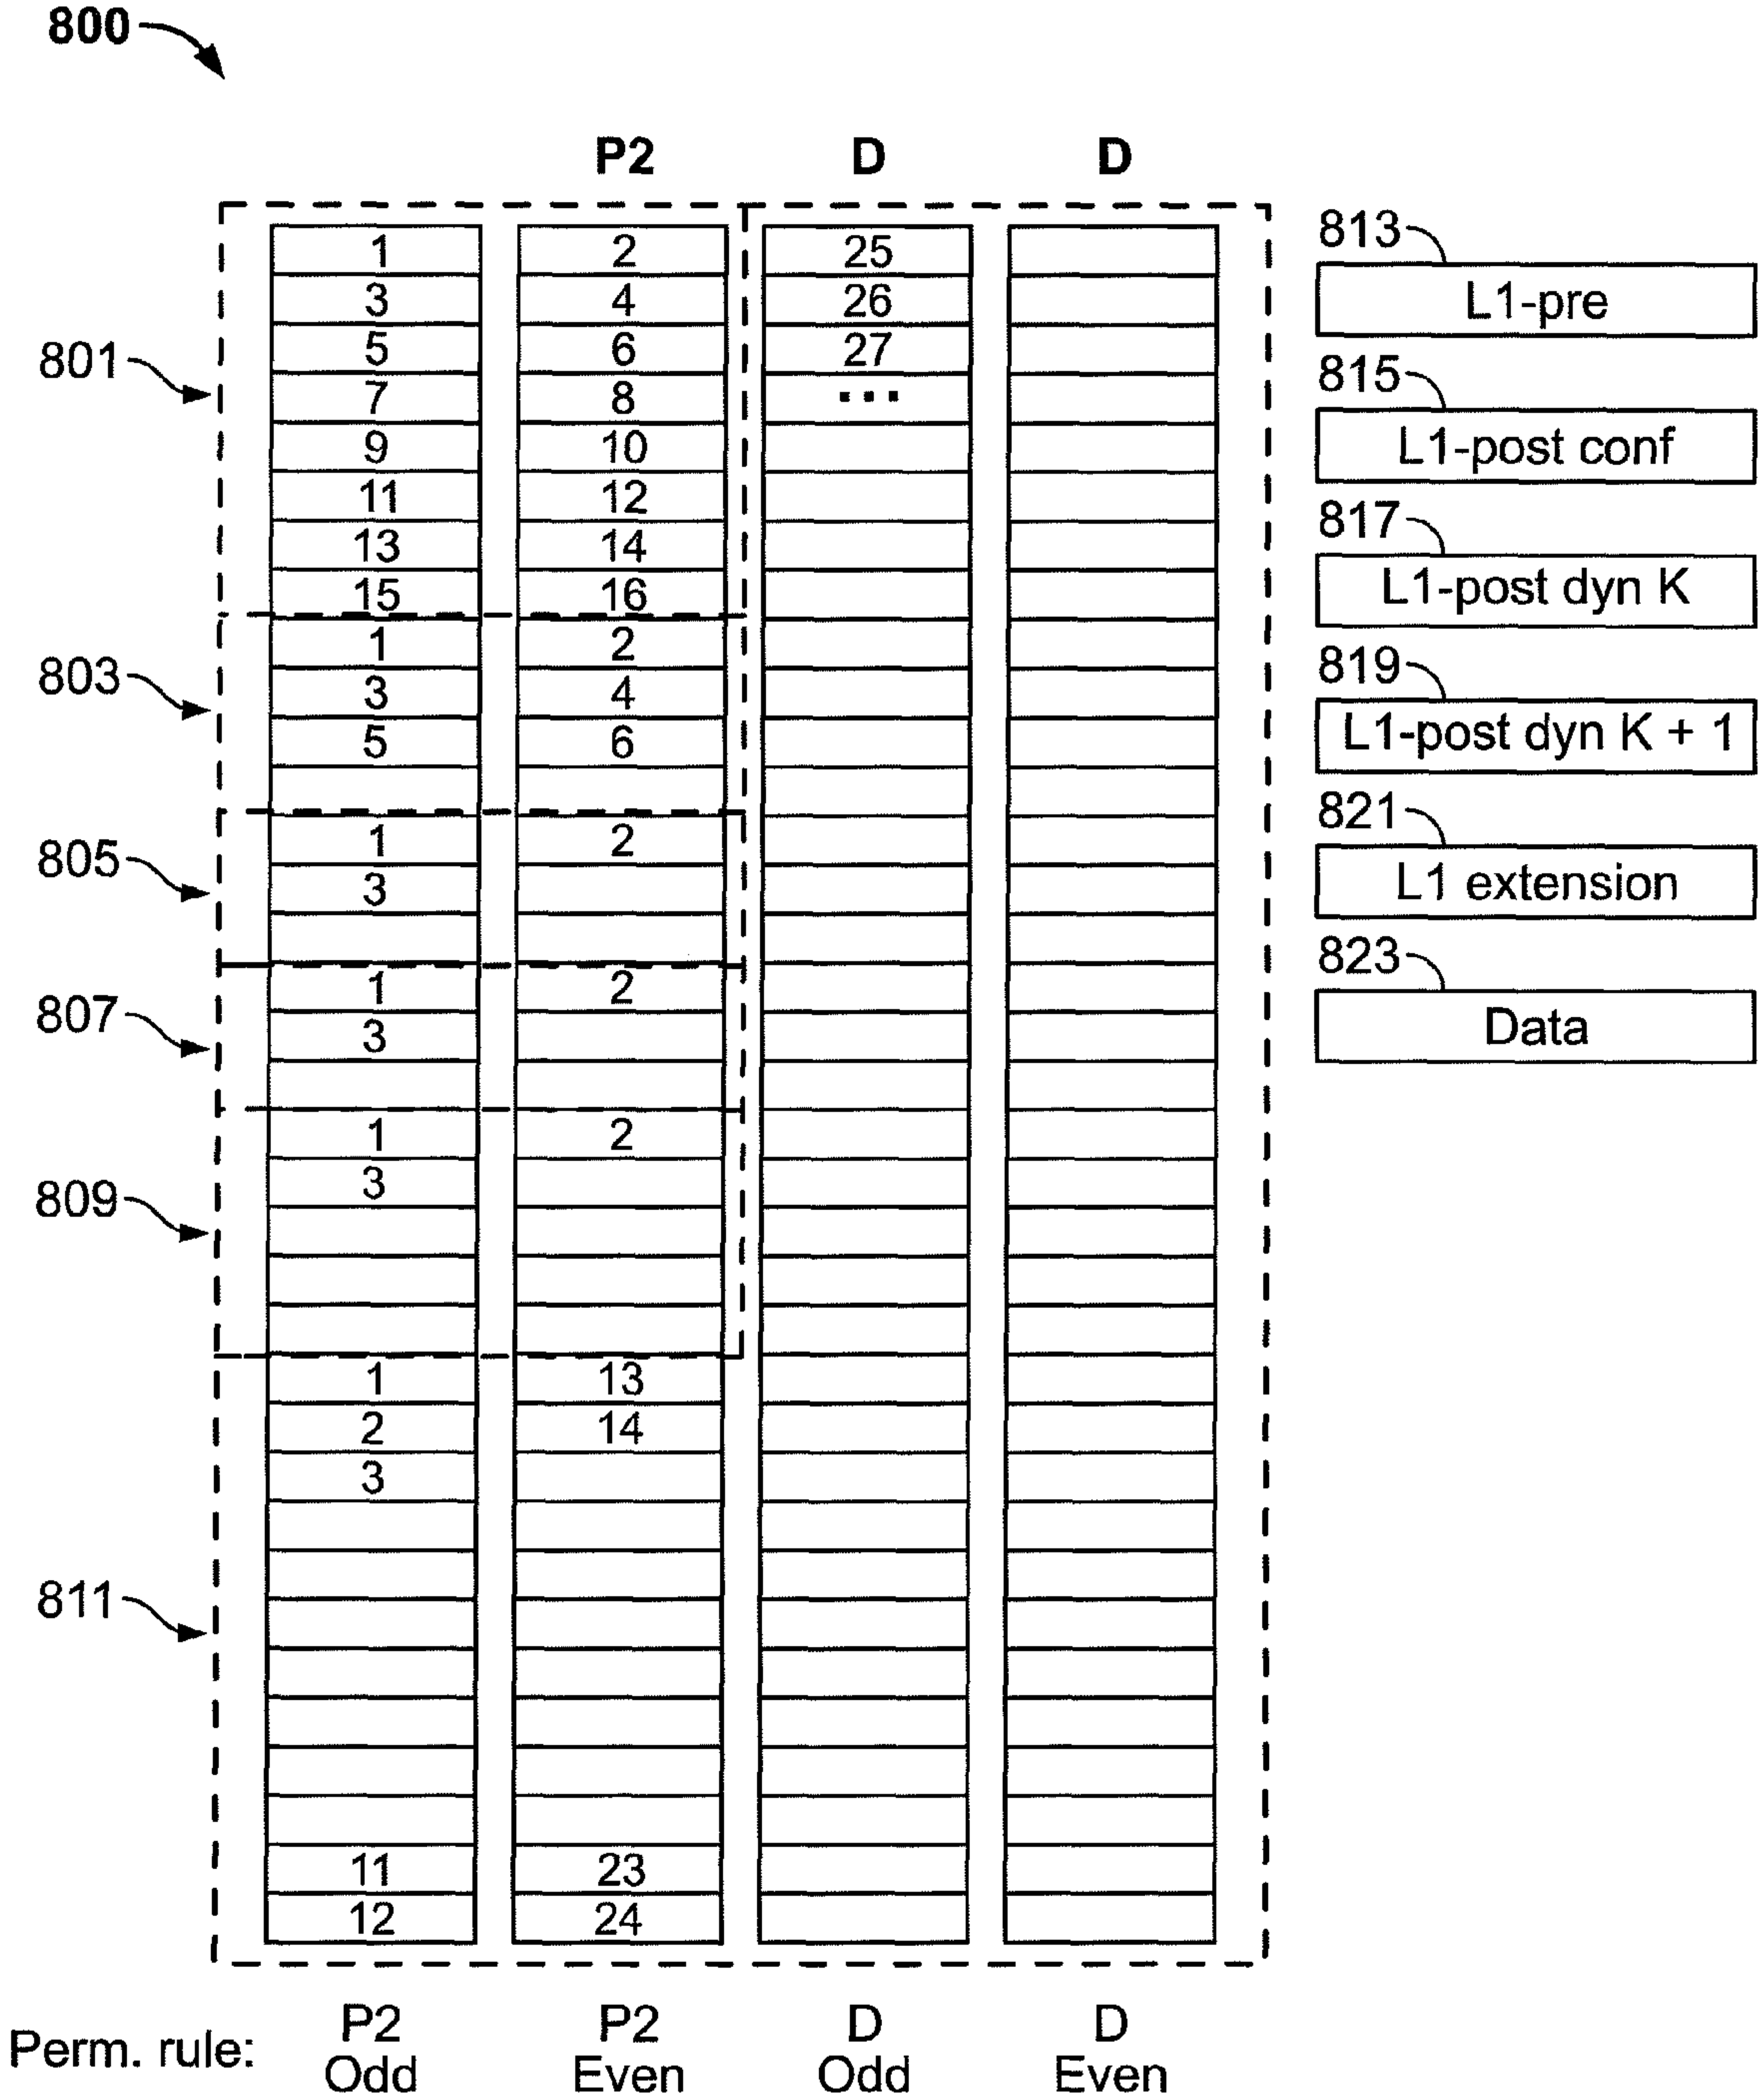 800
P2 D D
1 2 25
3 4 26
5 6 27
7 8 ...
9 10
11 12
13 14
15 16
1 2
3 4
5 6
1 2
3
1 2
3
1 2
3
1 13
2 14
3
11 23
12 24
801
803
805
807
809
811
813
L1-pre
815
L1-post conf
817
L1-post dyn K
819
L1-post dyn K + 1
821
L1 extension
823
Data
Perm. rule:
P2 Odd
P2 Even
D Odd
D Even